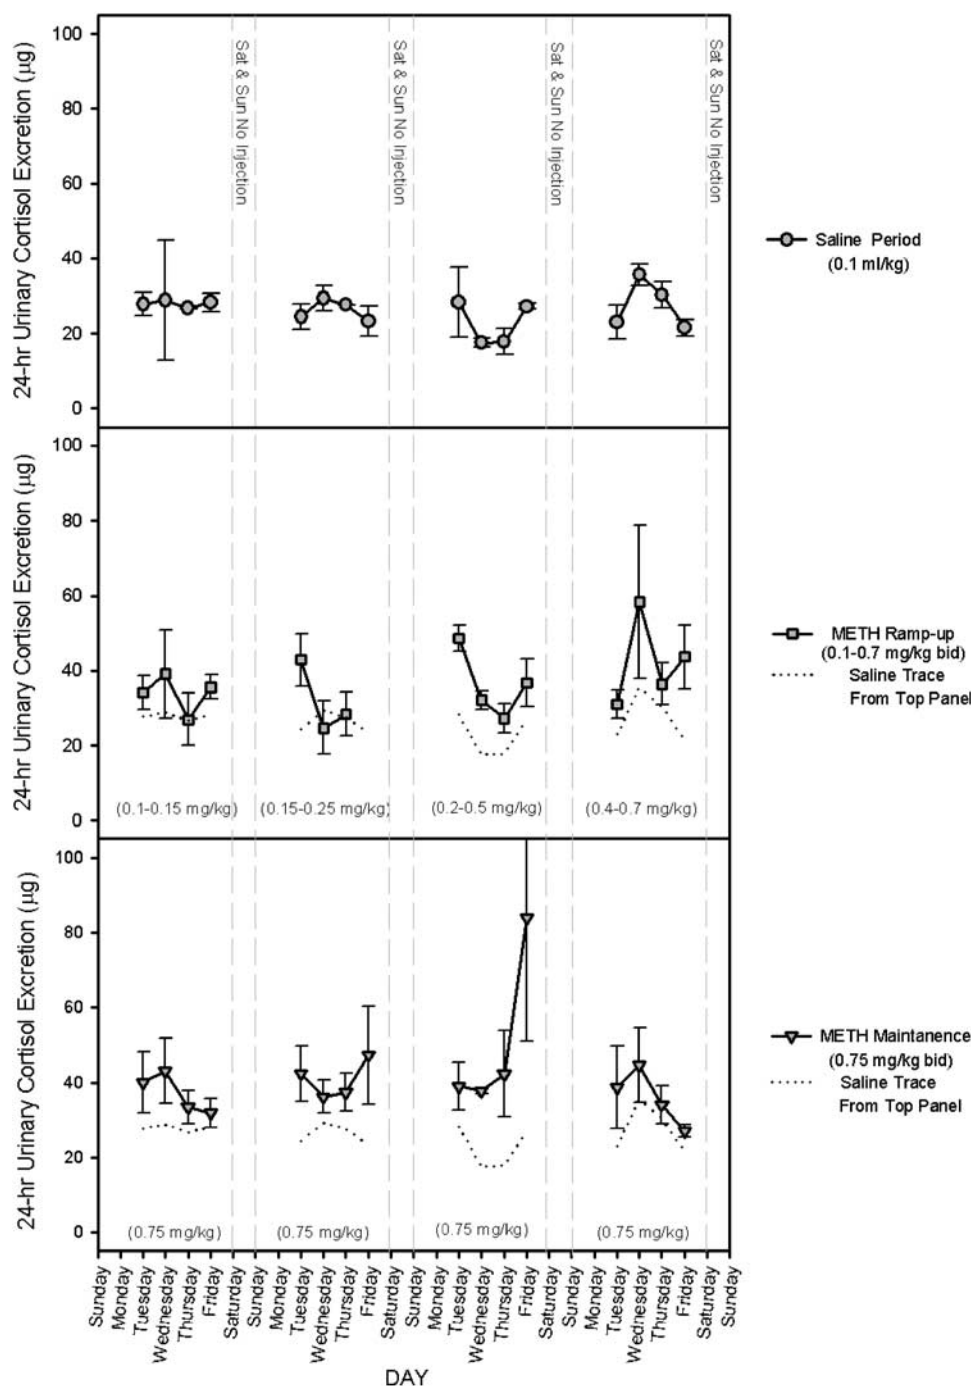 24-hr Urinary Cortisol Excretion (µg)
100
80
60
40
20
0
Sat & Sun No Injection
Sat & Sun No Injection
Sat & Sun No Injection
Sat & Sun No Injection
Saline Period
(0.1 ml/kg)
24-hr Urinary Cortisol Excretion (µg)
100
80
60
40
20
0
(0.1-0.15 mg/kg)
(0.15-0.25 mg/kg)
(0.2-0.5 mg/kg)
(0.4-0.7 mg/kg)
METH Ramp-up
(0.1-0.7 mg/kg bid)
Saline Trace
From Top Panel
24-hr Urinary Cortisol Excretion (µg)
100
80
60
40
20
0
(0.75 mg/kg)
(0.75 mg/kg)
(0.75 mg/kg)
(0.75 mg/kg)
METH Maintanence
(0.75 mg/kg bid)
Saline Trace
From Top Panel
Sunday
Monday
Tuesday
Wednesday
Thursday
Friday
Saturday
Sunday
Tuesday
Wednesday
Thursday
Friday
Saturday
Sunday
Tuesday
Wednesday
Thursday
Friday
Saturday
Sunday
Monday
Tuesday
Wednesday
Thursday
Friday
Saturday
Sunday
DAY